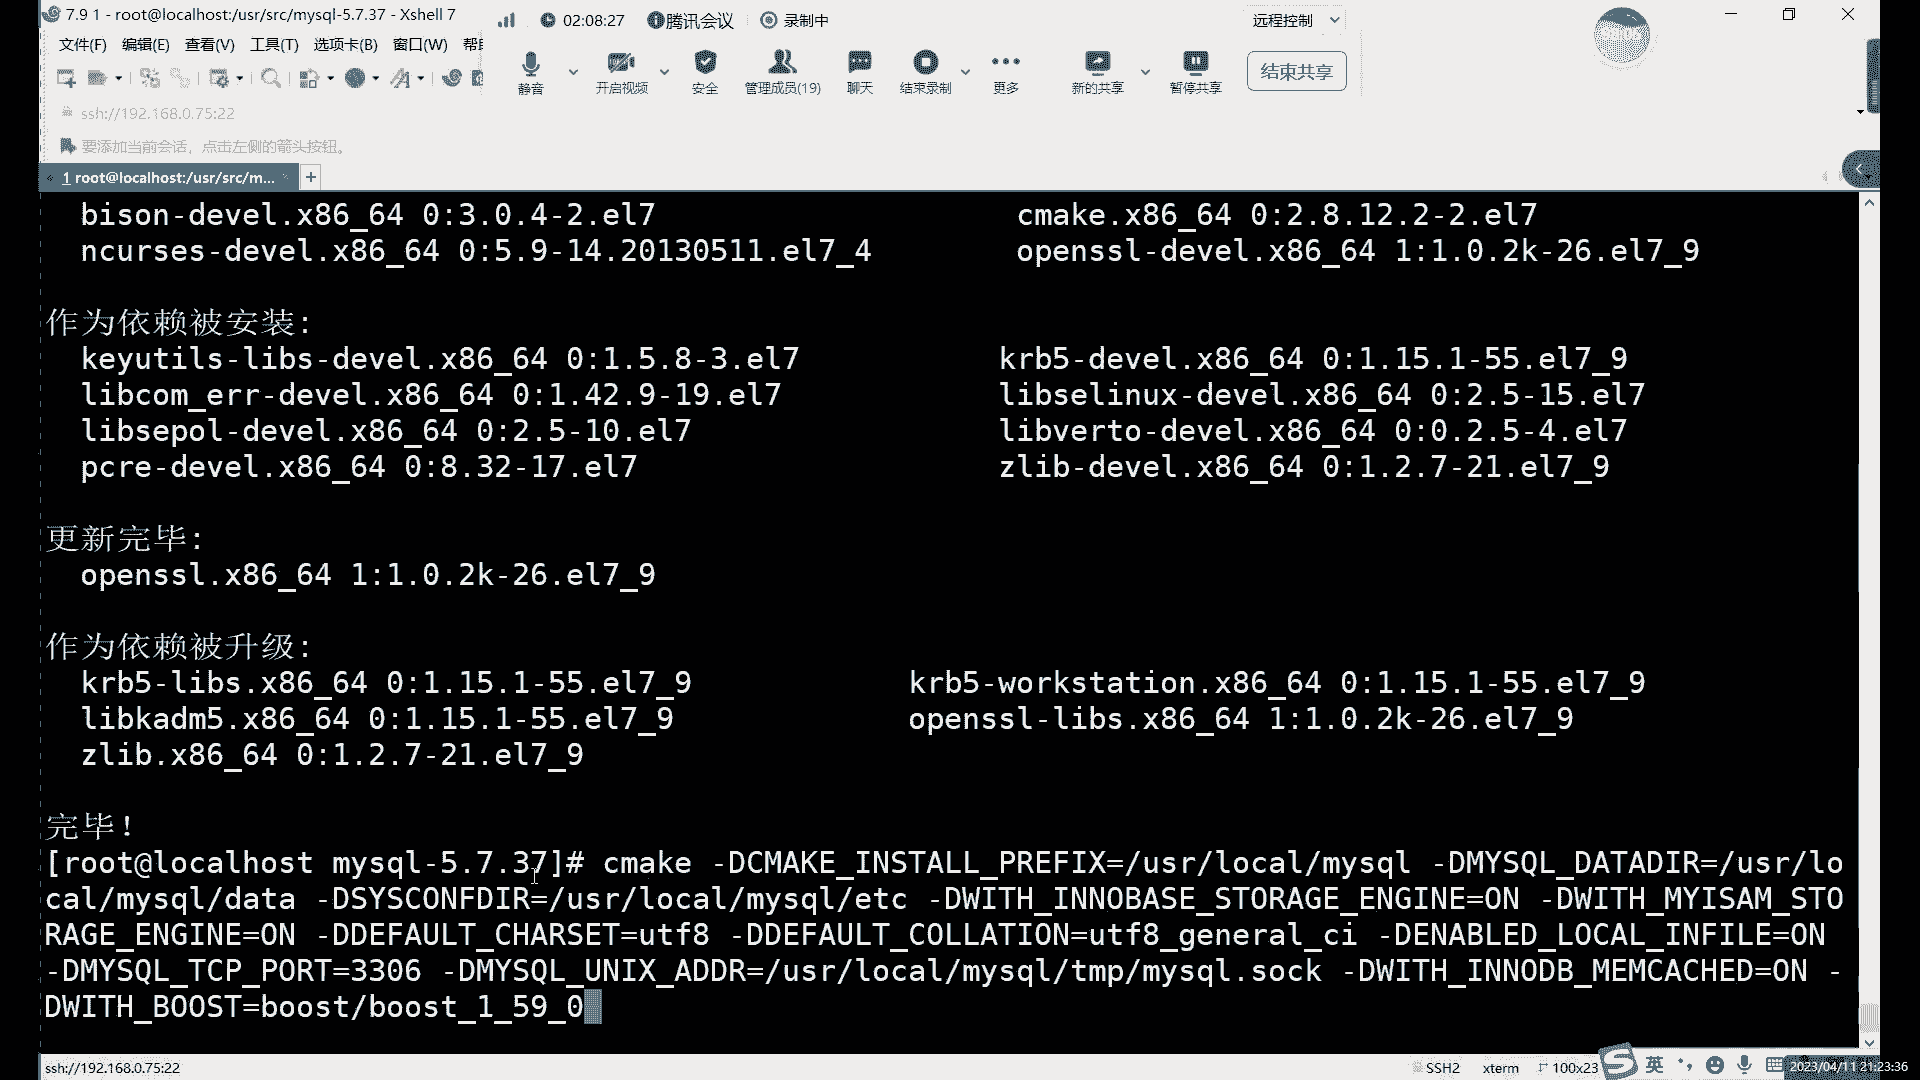 7.9 1 - root@localhost:/usr/src/mysql-5.7.37 - Xshell 7
02:08:27 腾讯会议 录制中 远程控制
文件(F) 编辑(E) 查看(V) 工具(T) 选项卡(B) 窗口(W)
静音 开启视频 安全 管理成员(19) 聊天 结束录制 更多 新的共享 暂停共享 结束共享
ssh://192.168.0.75:22
要添加当前会话，点击左侧的箭头按钮。
1 root@localhost:/usr/src/m... +
bison-devel.x86_64 0:3.0.4-2.el7 cmake.x86_64 0:2.8.12.2-2.el7
ncurses-devel.x86_64 0:5.9-14.20130511.el7_4 openssl-devel.x86_64 1:1.0.2k-26.el7_9
作为依赖被安装:
keyutils-libs-devel.x86_64 0:1.5.8-3.el7 krb5-devel.x86_64 0:1.15.1-55.el7_9
libcom_err-devel.x86_64 0:1.42.9-19.el7 libselinux-devel.x86_64 0:2.5-15.el7
libsepol-devel.x86_64 0:2.5-10.el7 libverto-devel.x86_64 0:0.2.5-4.el7
pcre-devel.x86_64 0:8.32-17.el7 zlib-devel.x86_64 0:1.2.7-21.el7_9
更新完毕:
openssl.x86_64 1:1.0.2k-26.el7_9
作为依赖被升级:
krb5-libs.x86_64 0:1.15.1-55.el7_9 krb5-workstation.x86_64 0:1.15.1-55.el7_9
libkadm5.x86_64 0:1.15.1-55.el7_9 openssl-libs.x86_64 1:1.0.2k-26.el7_9
zlib.x86_64 0:1.2.7-21.el7_9
完毕！
[root@localhost mysql-5.7.37]# cmake -DCMAKE_INSTALL_PREFIX=/usr/local/mysql -DMYSQL_DATADIR=/usr/lo
cal/mysql/data -DSYSCONFDIR=/usr/local/mysql/etc -DWITH_INNOBASE_STORAGE_ENGINE=ON -DWITH_MYISAM_STO
RAGE_ENGINE=ON -DDEFAULT_CHARSET=utf8 -DDEFAULT_COLLATION=utf8_general_ci -DENABLED_LOCAL_INFILE=ON
-DMYSQL_TCP_PORT=3306 -DMYSQL_UNIX_ADDR=/usr/local/mysql/tmp/mysql.sock -DWITH_INNODB_MEMCACHED=ON -
DWITH_BOOST=boost/boost_1_59_0
ssh://192.168.0.75:22 SSH2 xterm 100x23 英 2023/04/11 21:23:36